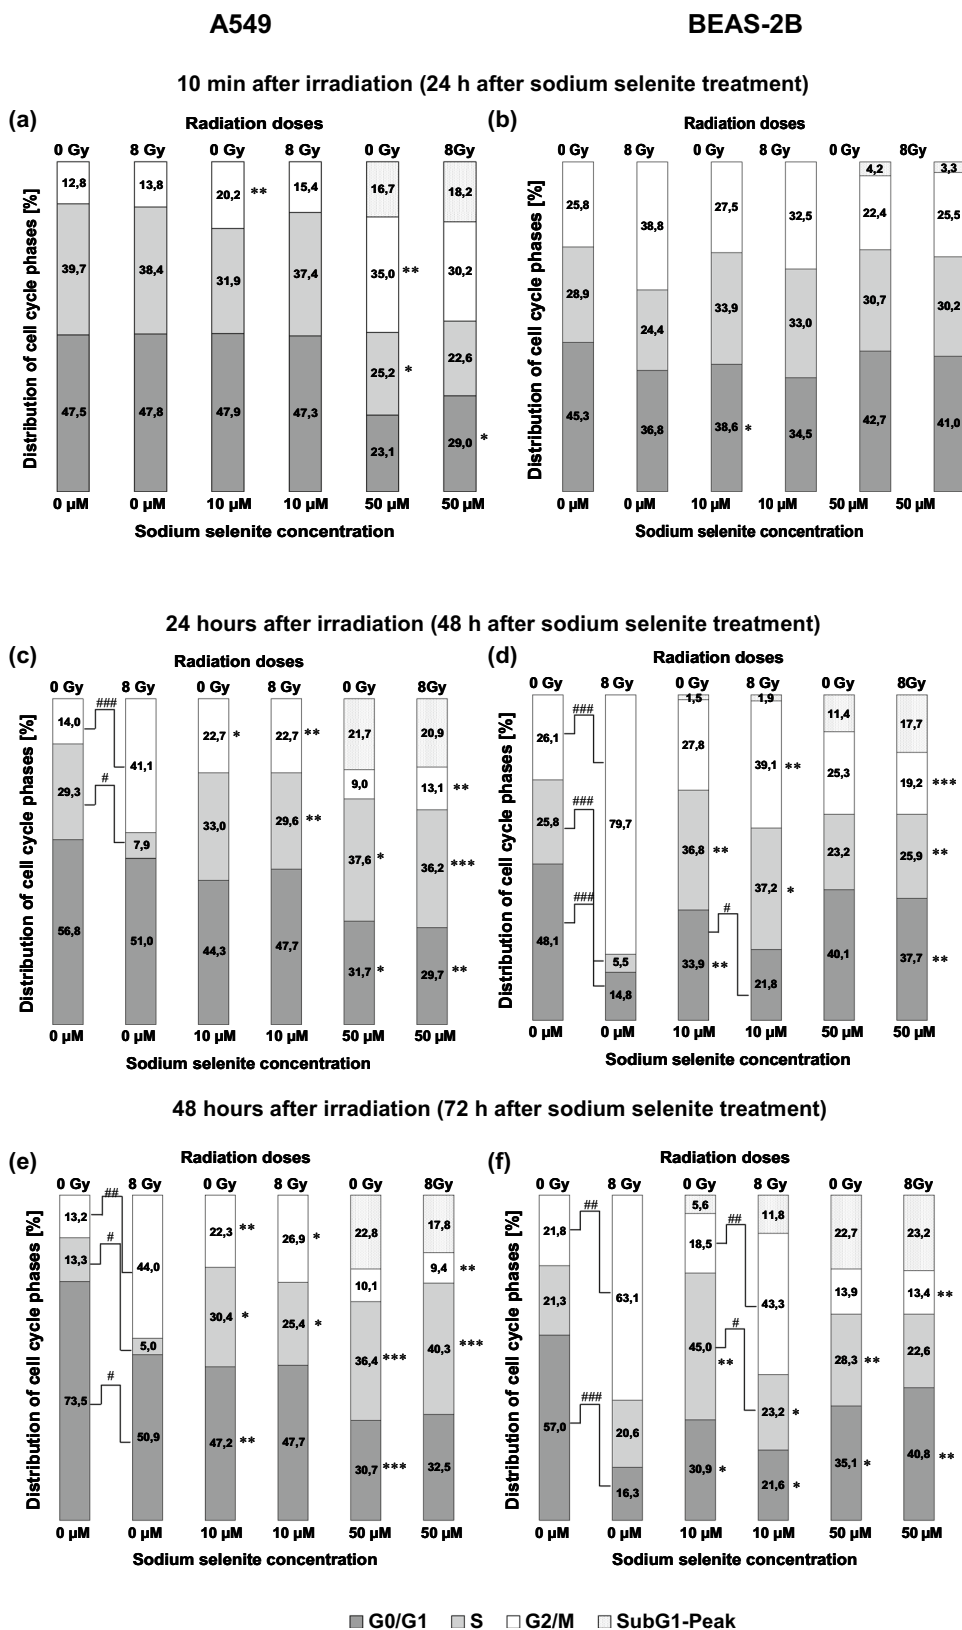 A549 BEAS-2B
10 min after irradiation (24 h after sodium selenite treatment)
(a)
Radiation doses
0 Gy 8 Gy 0 Gy 8 Gy 0 Gy 8 Gy
Distribution of cell cycle phases [%]
12,8 13,8 20,2 ** 15,4 16,7 18,2
39,7 38,4 31,9 37,4 35,0 ** 30,2
25,2 * 22,6
47,5 47,8 47,9 47,3 23,1 29,0 *
0 µM 0 µM 10 µM 10 µM 50 µM 50 µM
Sodium selenite concentration
(b)
Radiation doses
0 Gy 8 Gy 0 Gy 8 Gy 0 Gy 8Gy
Distribution of cell cycle phases [%]
4,2 3,3
25,8 38,8 27,5 32,5 22,4 25,5
28,9 24,4 33,9 33,0 30,7 30,2
45,3 36,8 38,6 * 34,5 42,7 41,0
0 µM 0 µM 10 µM 10 µM 50 µM 50 µM
Sodium selenite concentration
24 hours after irradiation (48 h after sodium selenite treatment)
(c)
Radiation doses
0 Gy 8 Gy 0 Gy 8 Gy 0 Gy 8Gy
Distribution of cell cycle phases [%]
###
21,7 20,9
14,0 41,1 22,7 * 22,7 ** 9,0 13,1 **
#
29,3 7,9 33,0 29,6 ** 37,6 * 36,2 ***
56,8 51,0 44,3 47,7 31,7 * 29,7 **
0 µM 0 µM 10 µM 10 µM 50 µM 50 µM
Sodium selenite concentration
(d)
Radiation doses
0 Gy 8 Gy 0 Gy 8 Gy 0 Gy 8Gy
Distribution of cell cycle phases [%]
1,5 1,9 11,4 17,7
###
26,1 79,7 27,8 39,1 ** 25,3 19,2 ***
###
25,8 5,5 36,8 ** 37,2 * 23,2 25,9 **
### #
48,1 14,8 33,9 ** 21,8 40,1 37,7 **
0 µM 0 µM 10 µM 10 µM 50 µM 50 µM
Sodium selenite concentration
48 hours after irradiation (72 h after sodium selenite treatment)
(e)
Radiation doses
0 Gy 8 Gy 0 Gy 8 Gy 0 Gy 8 Gy
Distribution of cell cycle phases [%]
##
22,8 17,8
13,2 44,0 22,3 ** 26,9 * 10,1 9,4 **
#
13,3 5,0 30,4 * 25,4 * 36,4 *** 40,3 ***
#
73,5 50,9 47,2 ** 47,7 30,7 *** 32,5
0 µM 0 µM 10 µM 10 µM 50 µM 50 µM
Sodium selenite concentration
(f)
Radiation doses
0 Gy 8 Gy 0 Gy 8 Gy 0 Gy 8Gy
Distribution of cell cycle phases [%]
5,6 11,8 22,7 23,2
## ##
21,8 63,1 18,5 43,3 13,9 13,4 **
#
21,3 20,6 45,0 ** 23,2 * 28,3 ** 22,6
###
57,0 16,3 30,9 * 21,6 * 35,1 * 40,8 **
0 µM 0 µM 10 µM 10 µM 50 µM 50 µM
Sodium selenite concentration
G0/G1 S G2/M SubG1-Peak